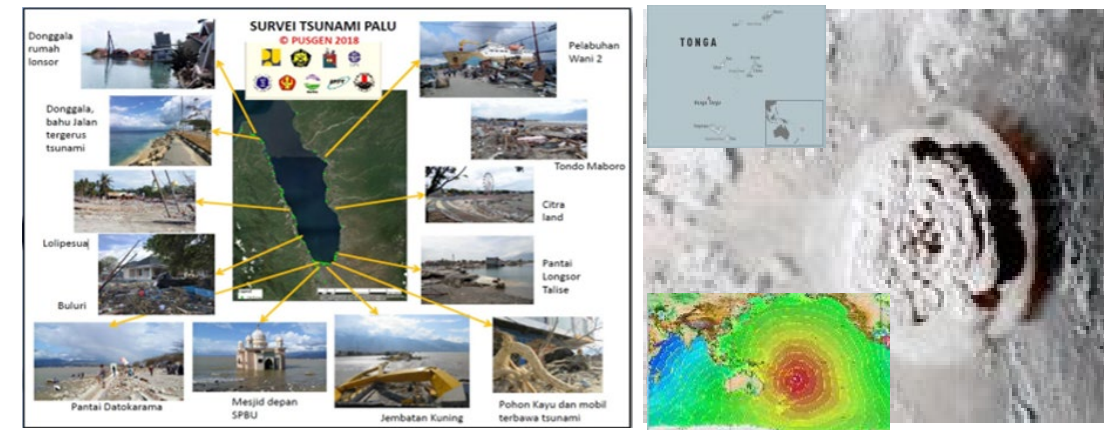 SURVEI TSUNAMI PALU
© PUSGEN 2018
Donggala
rumah
lonsor
Donggala,
bahu Jalan
tergerus
tsunami
Lolipesua
Buluri
Pantai Datokarama
Mesjid depan
SPBU
Jembatan Kuning
Pohon Kayu dan mobil
terbawa tsunami
Pelabuhan
Wani 2
Tondo Maboro
Citra
land
Pantai
Longsor
Talise
TONGA